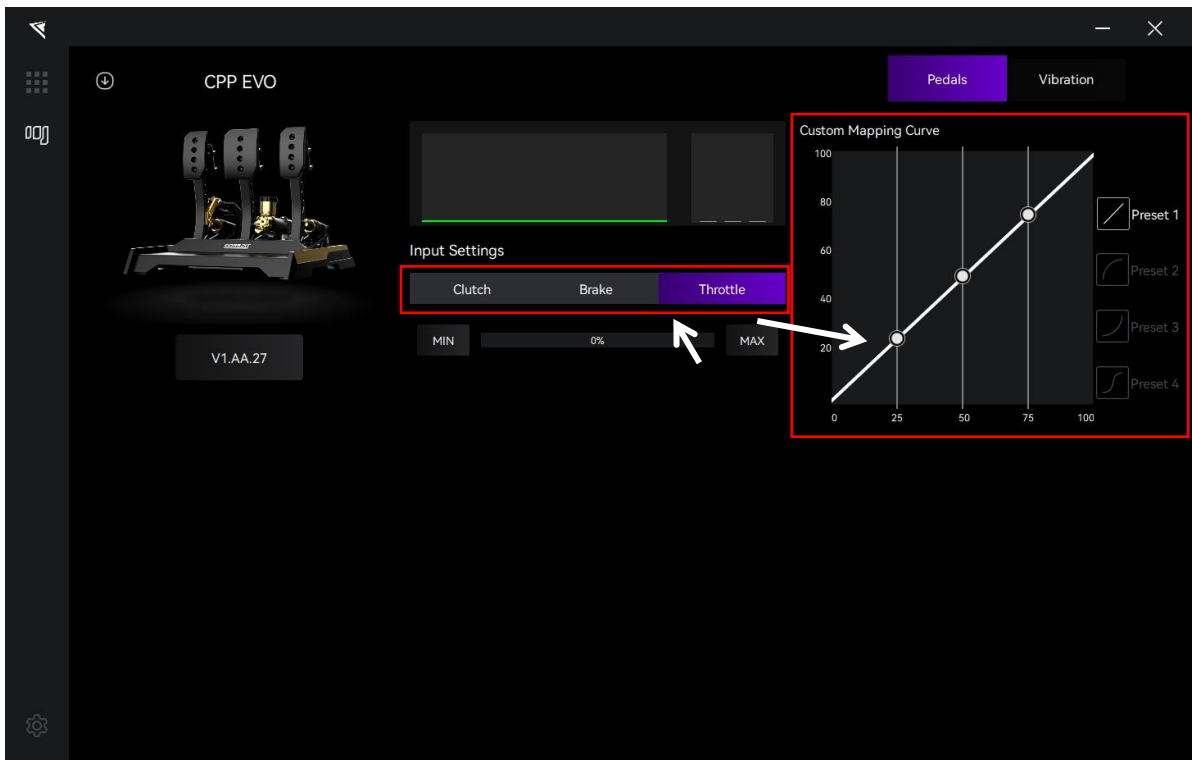 CPP EVO
Pedals
Vibration
Custom Mapping Curve
100
80
60
40
20
0 25 50 75 100
Preset 1
Preset 2
Preset 3
Preset 4
Input Settings
Clutch Brake Throttle
MIN 0% MAX
V1.AA.27